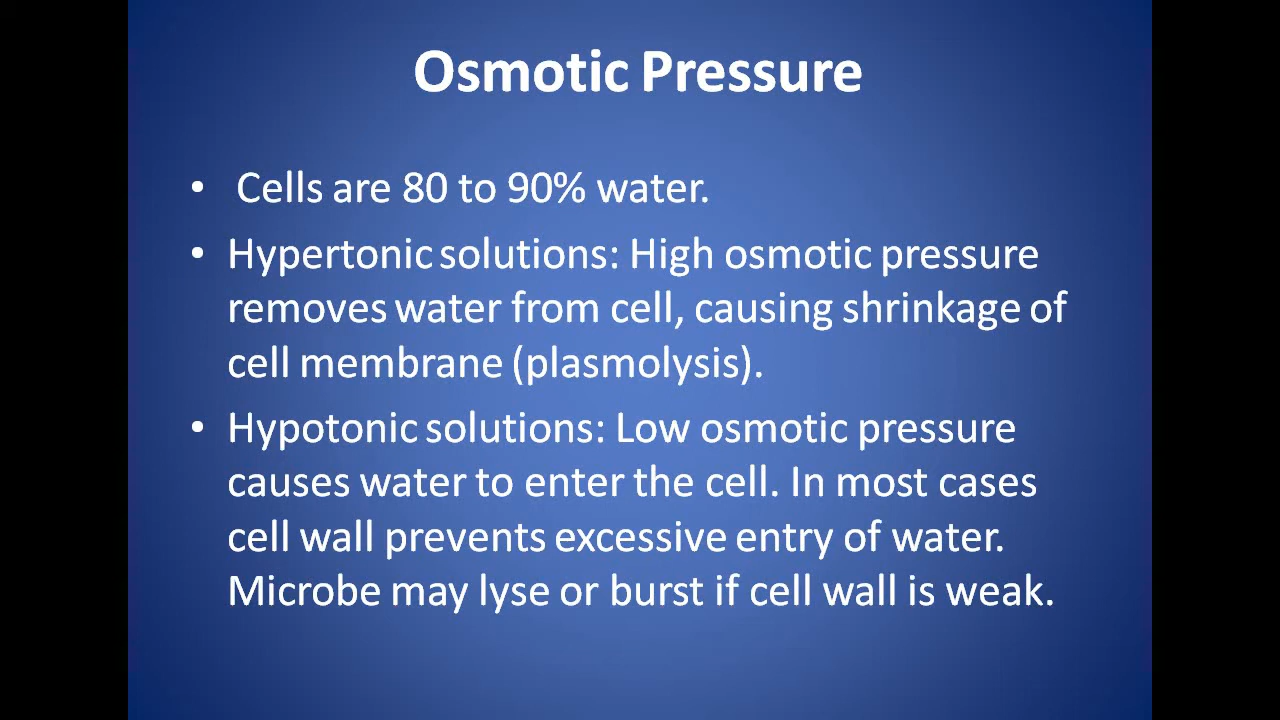 Osmotic Pressure
• Cells are 80 to 90% water.
• Hypertonic solutions: High osmotic pressure
removes water from cell, causing shrinkage of
cell membrane (plasmolysis).
• Hypotonic solutions: Low osmotic pressure
causes water to enter the cell. In most cases
cell wall prevents excessive entry of water.
Microbe may lyse or burst if cell wall is weak.